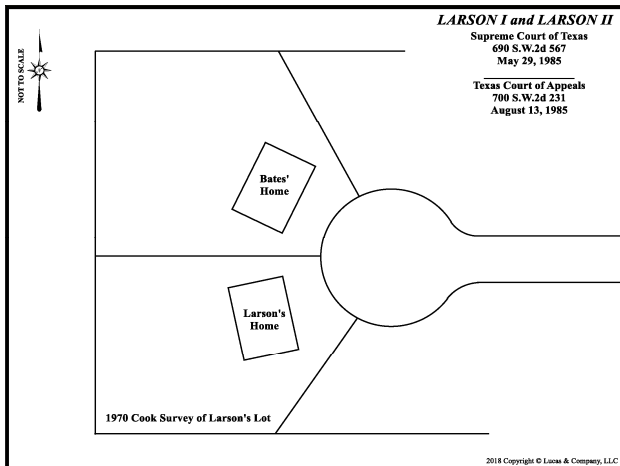 LARSON I and LARSON II
Supreme Court of Texas
690 S.W.2d 567
May 29, 1985
Texas Court of Appeals
700 S.W.2d 231
August 13, 1985
NOT TO SCALE
Bates'
Home
Larson's
Home
1970 Cook Survey of Larson's Lot
2018 Copyright © Lucas & Company, LLC